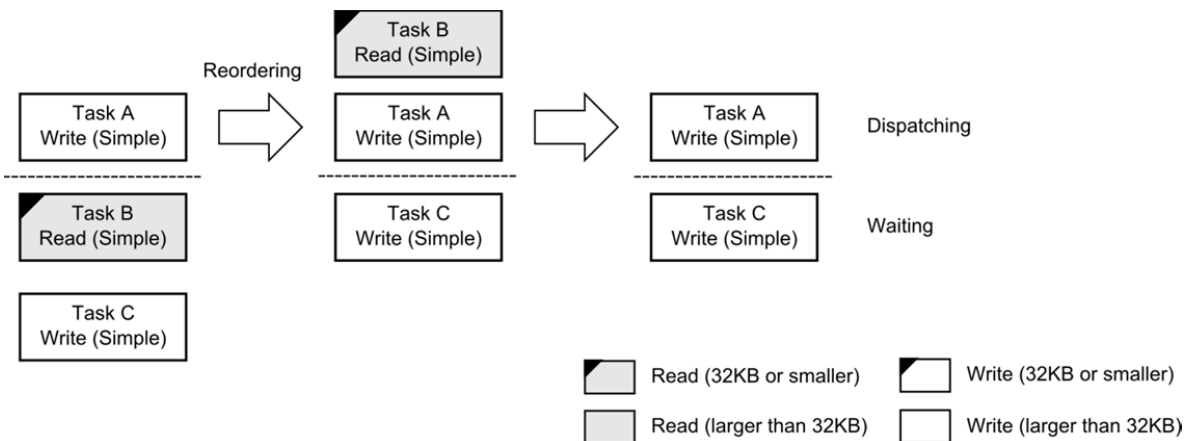 Task B
Read (Simple)
Reordering
Task A
Write (Simple)
Task A
Write (Simple)
Task A
Write (Simple)
Dispatching
Task B
Read (Simple)
Task C
Write (Simple)
Task C
Write (Simple)
Waiting
Task C
Write (Simple)
Read (32KB or smaller)
Write (32KB or smaller)
Read (larger than 32KB)
Write (larger than 32KB)